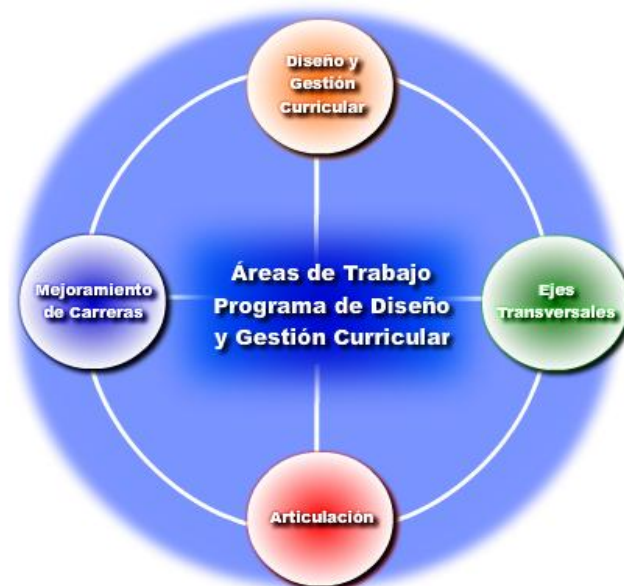 Diseño y
Gestión
Curricular
Mejoramiento
de Carreras
Áreas de Trabajo
Programa de Diseño
y Gestión Curricular
Ejes
Transversales
Articulación